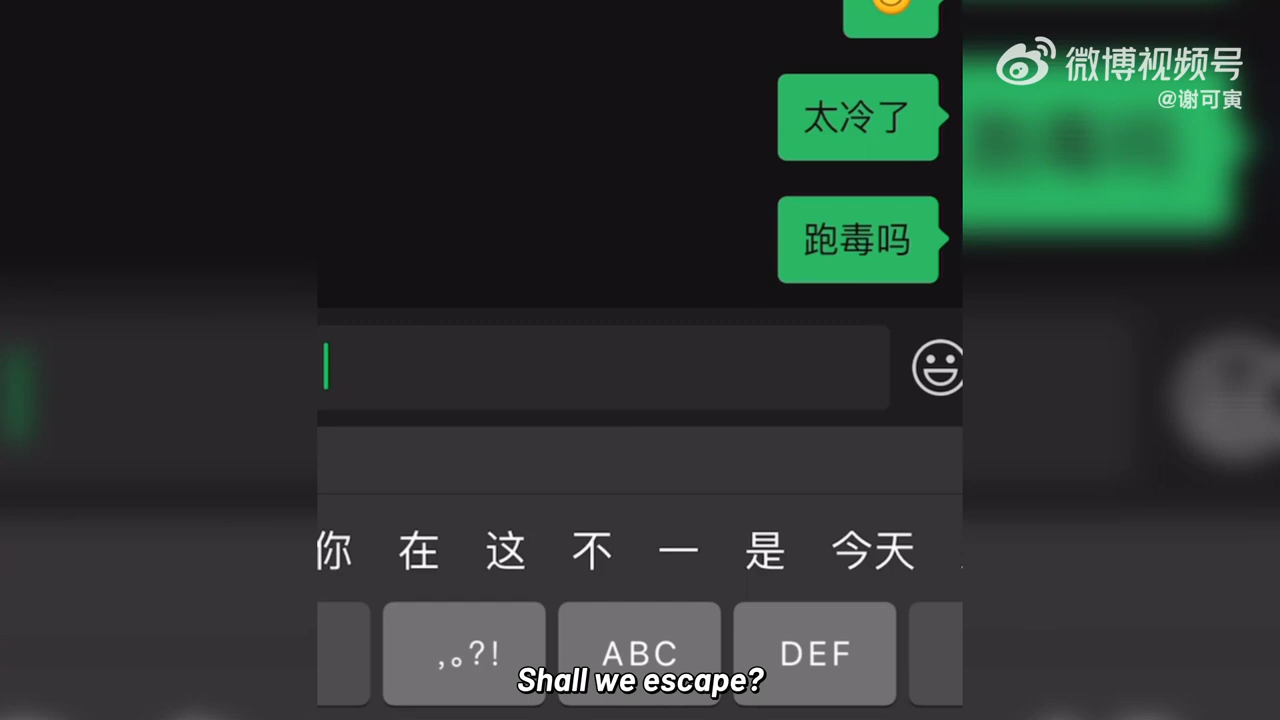 微博视频号
@谢可寅
太冷了
跑毒吗
你 在 这 不 一 是 今天
,。?! ABC DEF
Shall we escape?